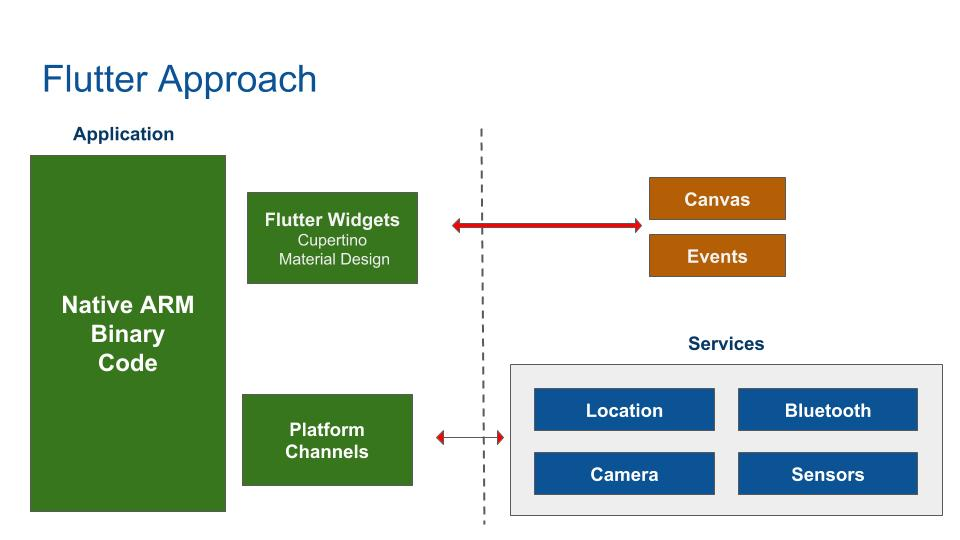 Flutter Approach
Application
Native ARM
Binary
Code
Flutter Widgets
Cupertino
Material Design
Platform
Channels
Canvas
Events
Services
Location
Bluetooth
Camera
Sensors